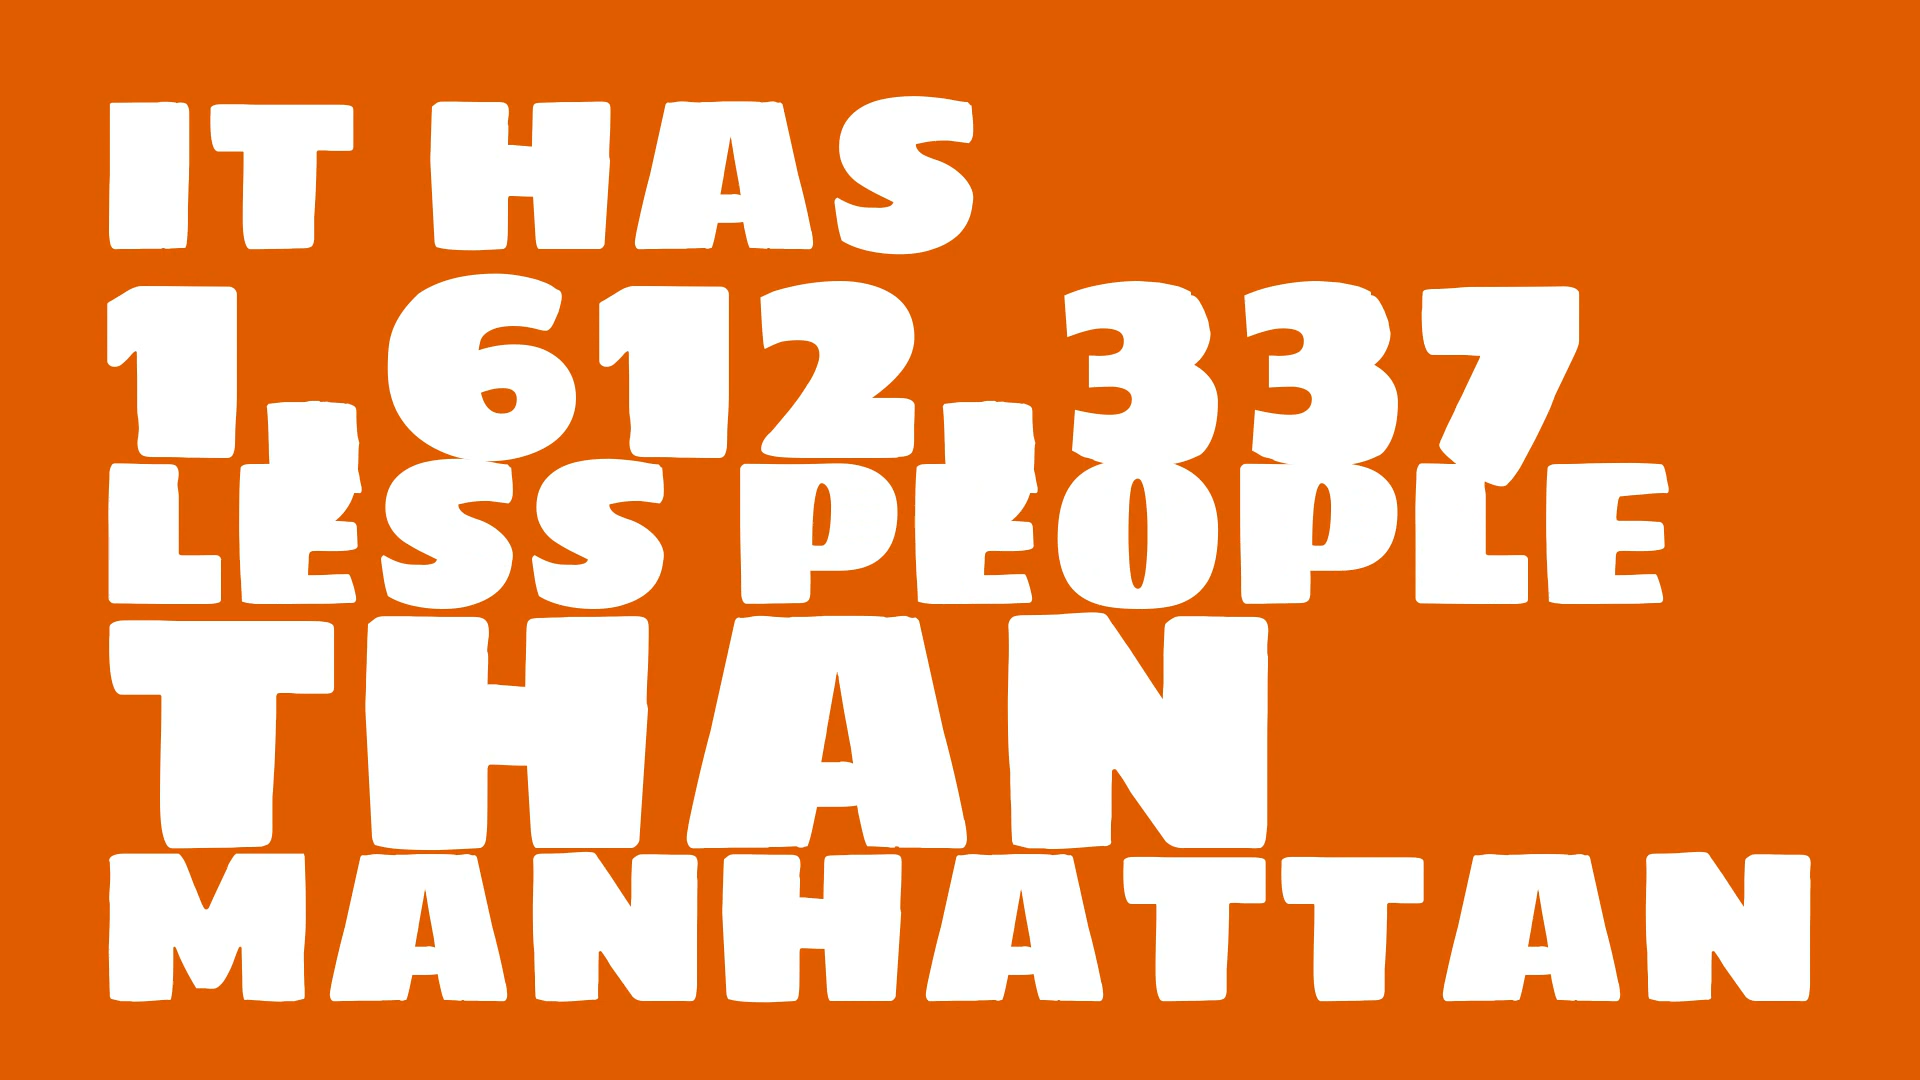 IT HAS
1,612,337
LESS PEOPLE
THAN
MANHATTAN